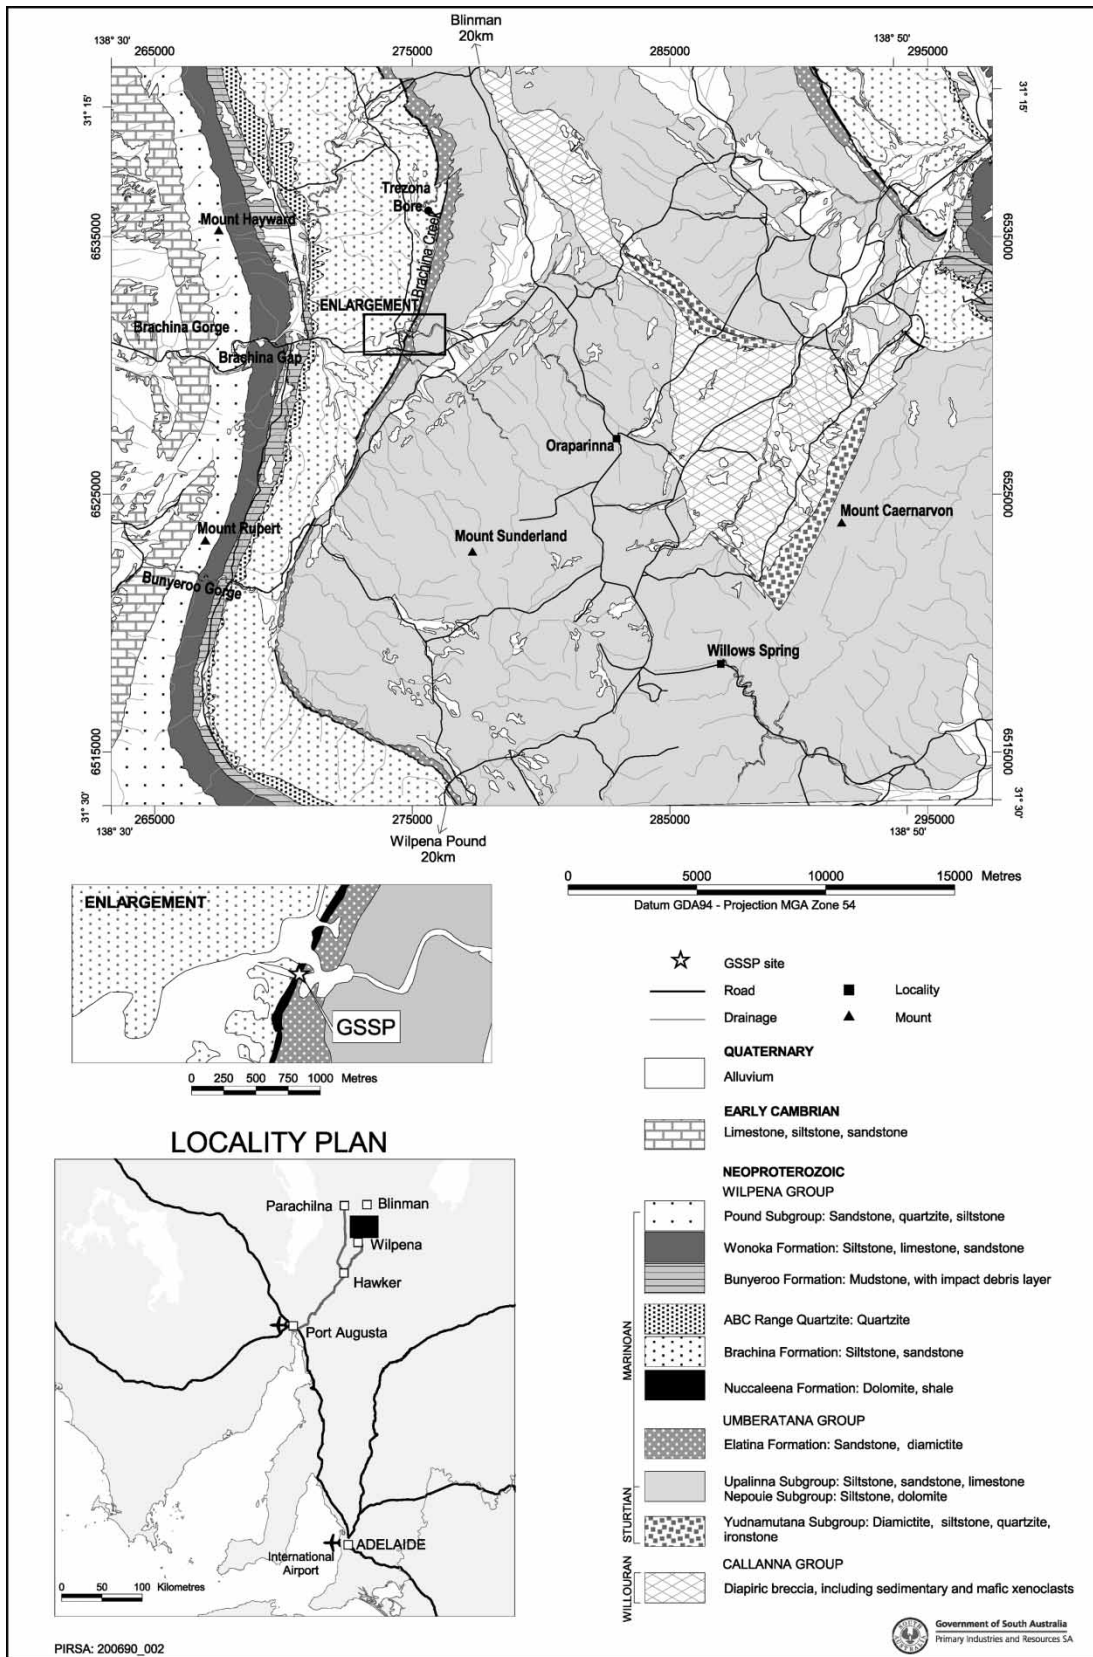 Blinman
20km
138° 30'
265000
275000
285000
138° 50'
295000
31° 15'
31° 15'
Trezona
Bore
Mount Hayward
6535000
6535000
Brachina Creek
ENLARGEMENT
Brachina Gorge
Brachina Gap
Oraparinna
6525000
6525000
Mount Caernarvon
Mount Rupert
Mount Sunderland
Bunyeroo Gorge
Willows Spring
6515000
6515000
31° 30'
31° 30'
265000
138° 30'
275000
285000
138° 50'
295000
Wilpena Pound
20km
0 5000 10000 15000 Metres
Datum GDA94 - Projection MGA Zone 54
ENLARGEMENT
GSSP
0 250 500 750 1000 Metres
GSSP site
Road
Locality
Drainage
Mount
QUATERNARY
Alluvium
EARLY CAMBRIAN
Limestone, siltstone, sandstone
NEOPROTEROZOIC
WILPENA GROUP
Pound Subgroup: Sandstone, quartzite, siltstone
Wonoka Formation: Siltstone, limestone, sandstone
Bunyeroo Formation: Mudstone, with impact debris layer
ABC Range Quartzite: Quartzite
Brachina Formation: Siltstone, sandstone
Nuccaleena Formation: Dolomite, shale
MARINOAN
UMBERATANA GROUP
Elatina Formation: Sandstone, diamictite
Upalinna Subgroup: Siltstone, sandstone, limestone
Nepouie Subgroup: Siltstone, dolomite
STURTIAN
Yudnamutana Subgroup: Diamictite, siltstone, quartzite,
ironstone
CALLANNA GROUP
WILLOURAN
Diapiric breccia, including sedimentary and mafic xenoclasts
LOCALITY PLAN
Parachilna
Blinman
Wilpena
Hawker
Port Augusta
ADELAIDE
International
Airport
0 50 100 Kilometres
PIRSA: 200690_002
SOUTH AUSTRALIA
Government of South Australia
Primary Industries and Resources SA